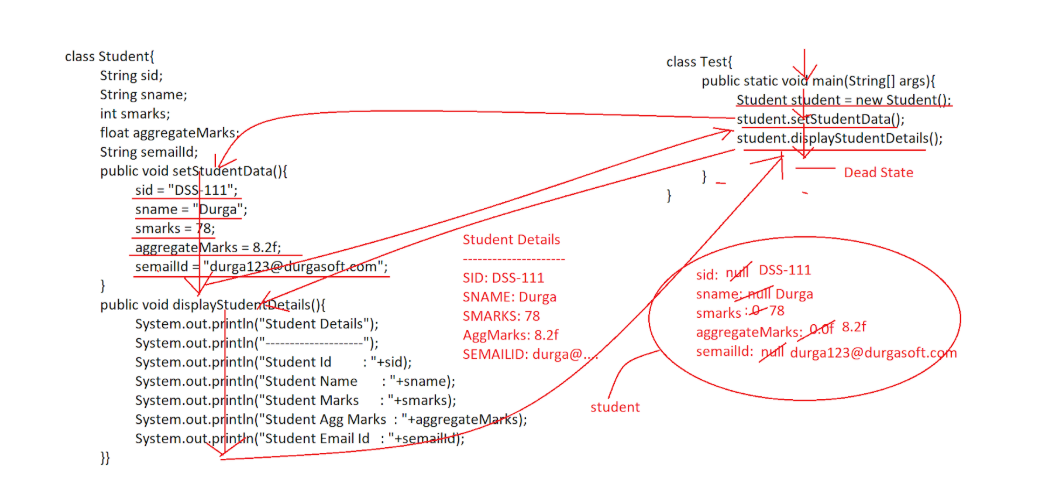 class Student{
String sid;
String sname;
int smarks;
float aggregateMarks;
String semailId;
public void setStudentData(){
sid = "DSS-111";
sname = "Durga";
smarks = 78;
aggregateMarks = 8.2f;
semailId = "durga123@durgasoft.com";
}
public void displayStudentDetails(){
System.out.println("Student Details");
System.out.println("--------------------");
System.out.println("Student Id        : "+sid);
System.out.println("Student Name      : "+sname);
System.out.println("Student Marks     : "+smarks);
System.out.println("Student Agg Marks  : "+aggregateMarks);
System.out.println("Student Email Id   : "+semailId);
}}
class Test{
public static void main(String[] args){
Student student = new Student();
student.setStudentData();
student.displayStudentDetails();
}
}
Dead State
Student Details
---------------------
SID: DSS-111
SNAME: Durga
SMARKS: 78
AggMarks: 8.2f
SEMAILID: durga@....
sid: null DSS-111
sname: null Durga
smarks : 0 78
aggregateMarks: 0.0f 8.2f
semailId: null durga123@durgasoft.com
student